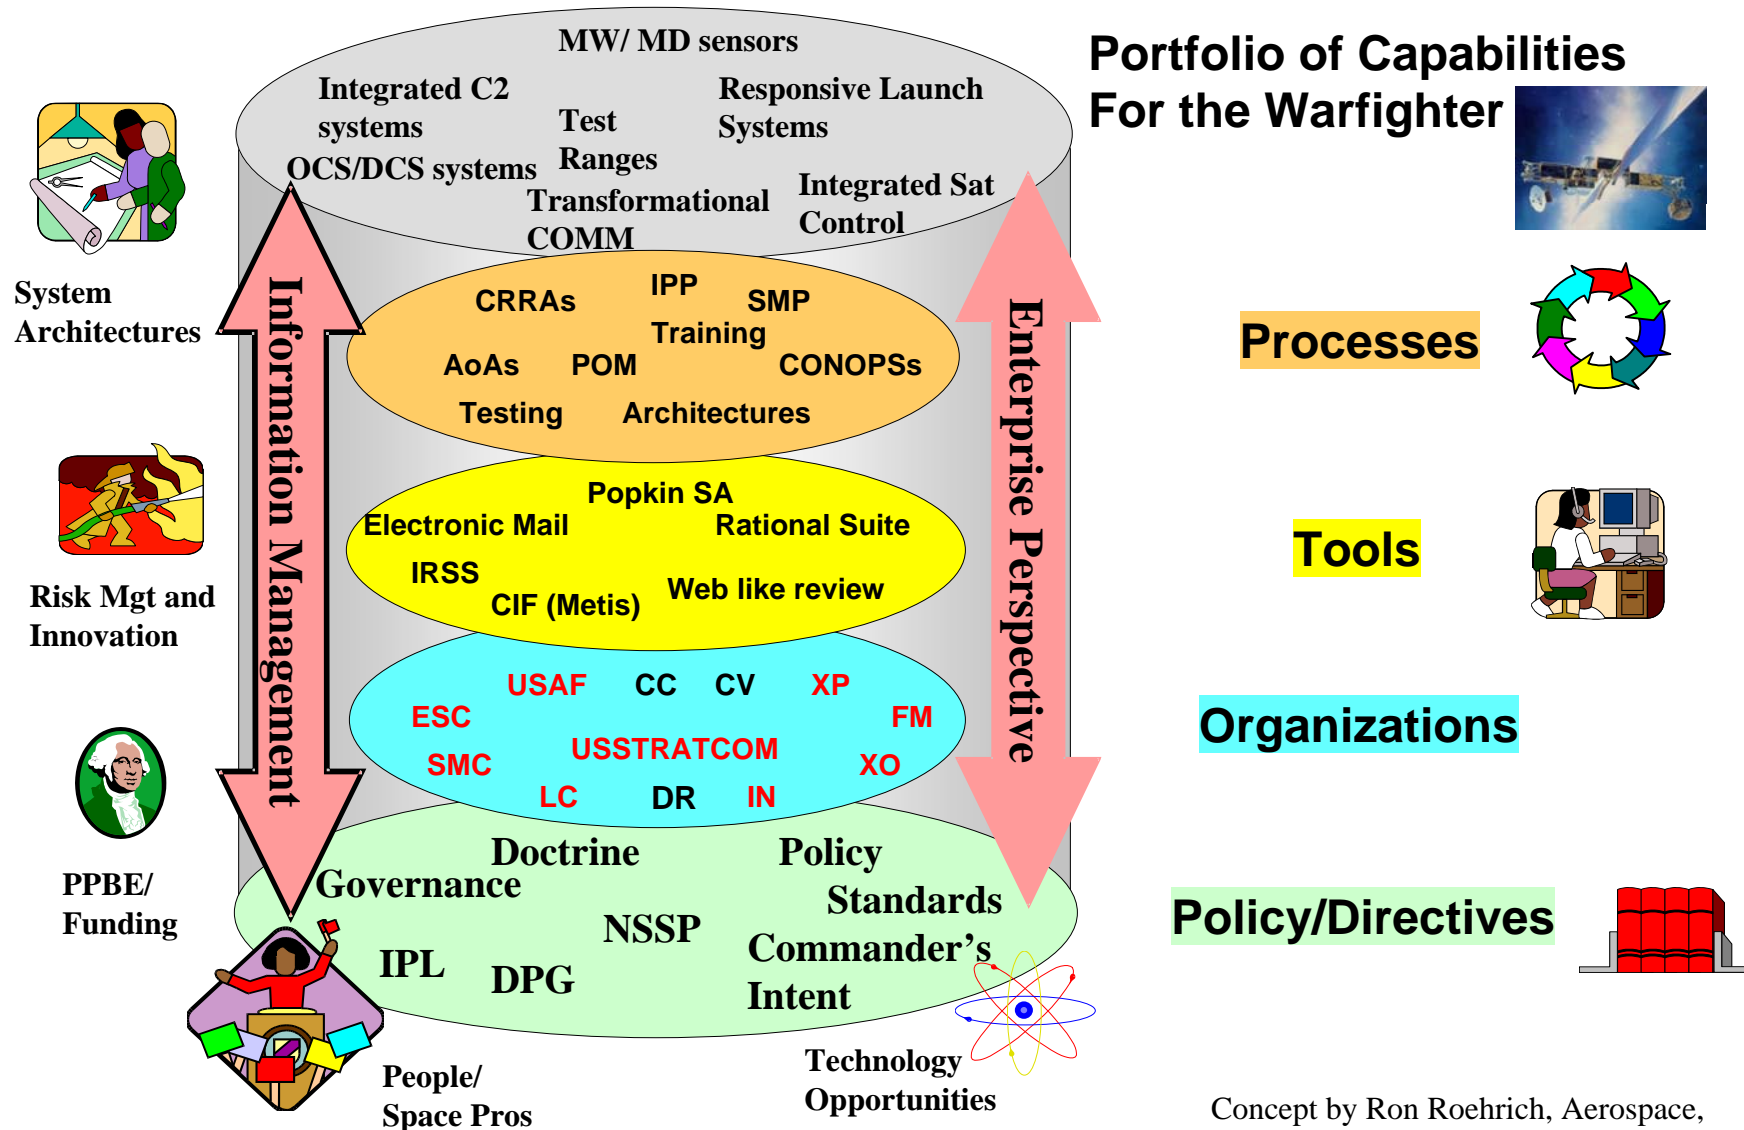 MW/ MD sensors
Portfolio of Capabilities
For the Warfighter
Integrated C2
systems
Responsive Launch
Systems
Test
Ranges
OCS/DCS systems
Transformational
COMM
Integrated Sat
Control
System
Architectures
Information Management
Enterprise Perspective
CRRAs
IPP
SMP
Training
AoAs
POM
CONOPSs
Testing
Architectures
Processes
Popkin SA
Electronic Mail
Rational Suite
IRSS
Web like review
CIF (Metis)
Tools
Risk Mgt and
Innovation
USAF
CC
CV
XP
ESC
FM
USSTRATCOM
SMC
XO
LC
DR
IN
Organizations
PPBE/
Funding
Doctrine
Policy
Governance
Standards
NSSP
Commander's
Intent
IPL
DPG
Policy/Directives
People/
Space Pros
Technology
Opportunities
Concept by Ron Roehrich, Aerospace,